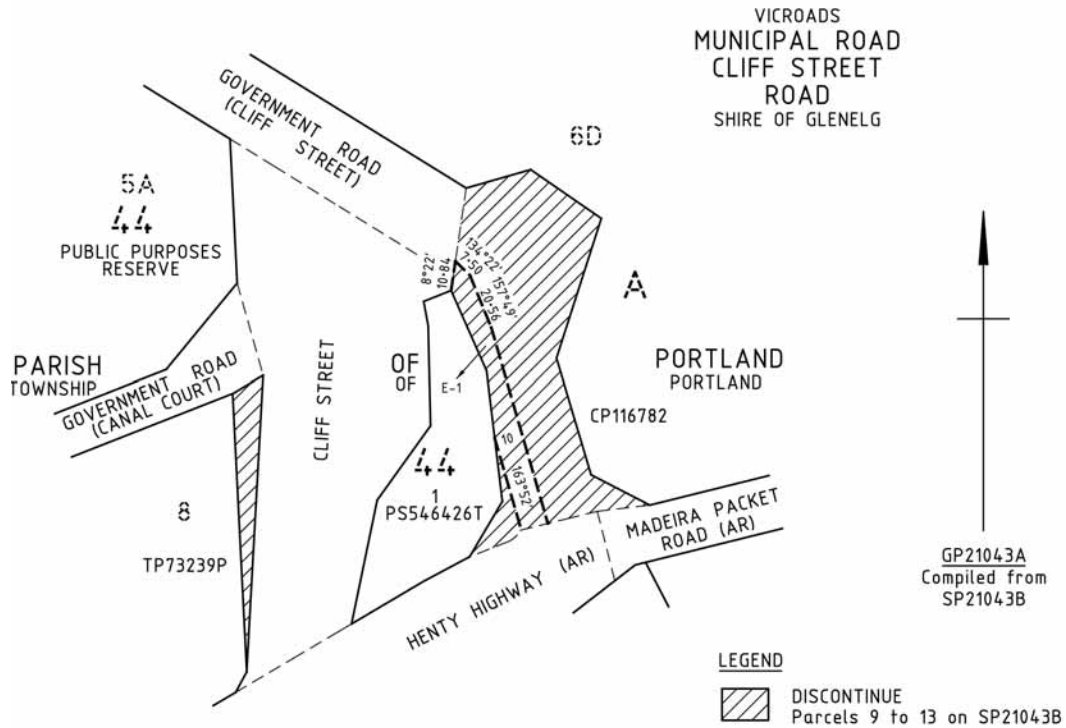 VICROADS
MUNICIPAL ROAD
CLIFF STREET
ROAD
SHIRE OF GLENELG
GOVERNMENT ROAD
(CLIFF STREET)
6D
5A
44
PUBLIC PURPOSES
RESERVE
8°22'
10·84
134°22'
7·50
157°49'
20·56
A
PARISH
TOWNSHIP
OF
OF
PORTLAND
PORTLAND
GOVERNMENT ROAD
(CANAL COURT)
CLIFF STREET
E-1
CP116782
10
163°52'
44
1
PS546426T
8
TP73239P
MADEIRA PACKET
ROAD (AR)
HENTY HIGHWAY (AR)
GP21043A
Compiled from
SP21043B
LEGEND
DISCONTINUE
Parcels 9 to 13 on SP21043B